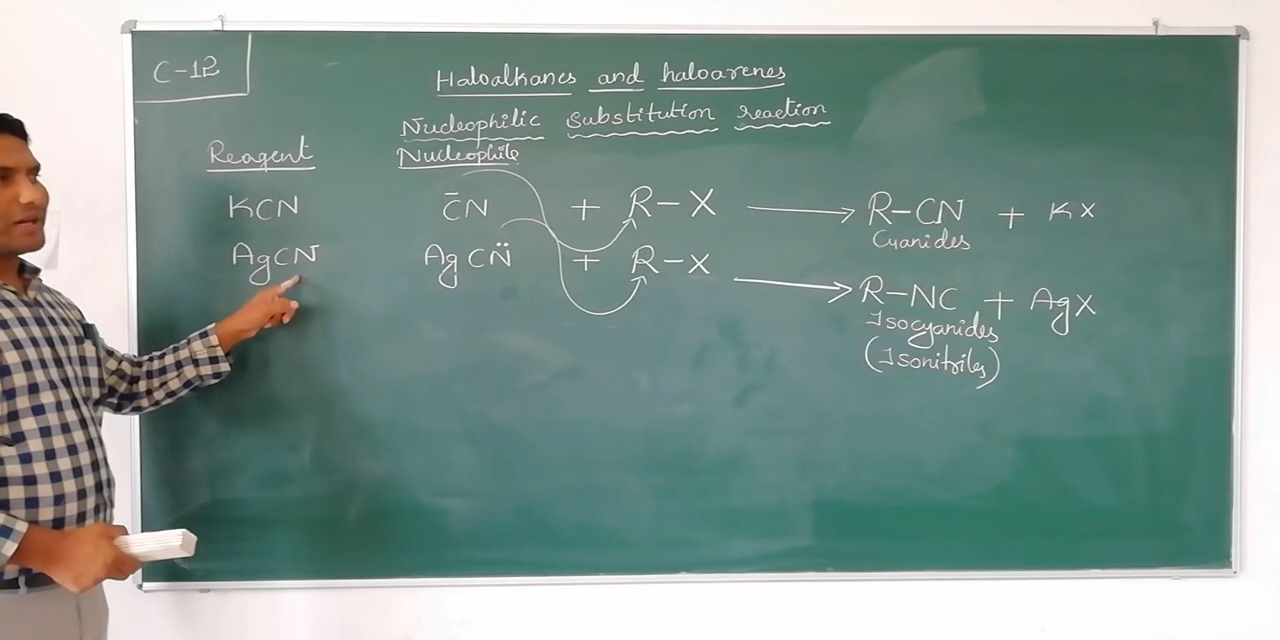 C-12
Haloalkanes and haloarenes
Nucleophilic substitution reaction
Reagent Nucleophile
KCN C̄N + R-X ⟶ R-CN + KX
Cyanides
AgCN AgCN̈ + R-X ⟶ R-NC + AgX
Isocyanides
(Isonitriles)